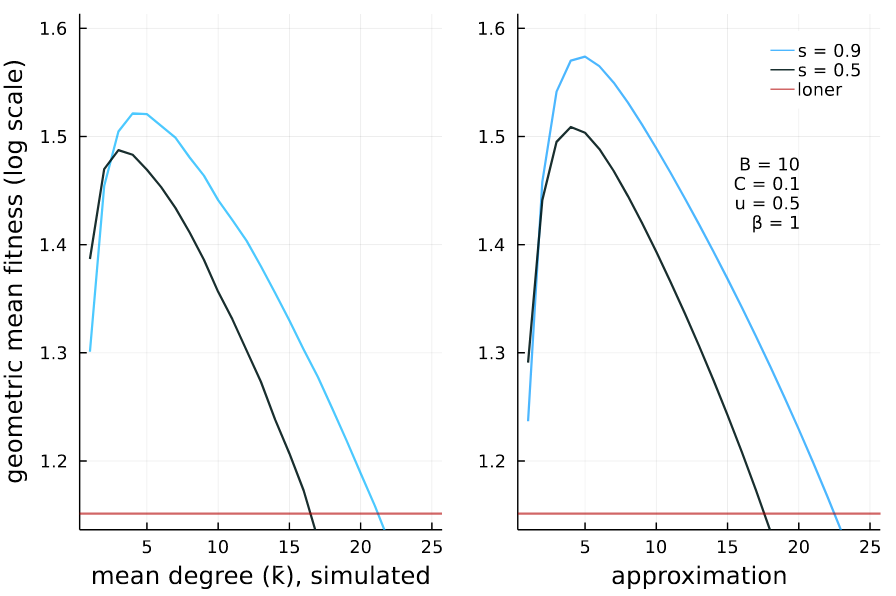 geometric mean fitness (log scale)
1.6
1.5
1.4
1.3
1.2
5 10 15 20 25
mean degree (k̄), simulated
1.6
1.5
1.4
1.3
1.2
s = 0.9
s = 0.5
loner
B = 10
C = 0.1
u = 0.5
β = 1
5 10 15 20 25
approximation